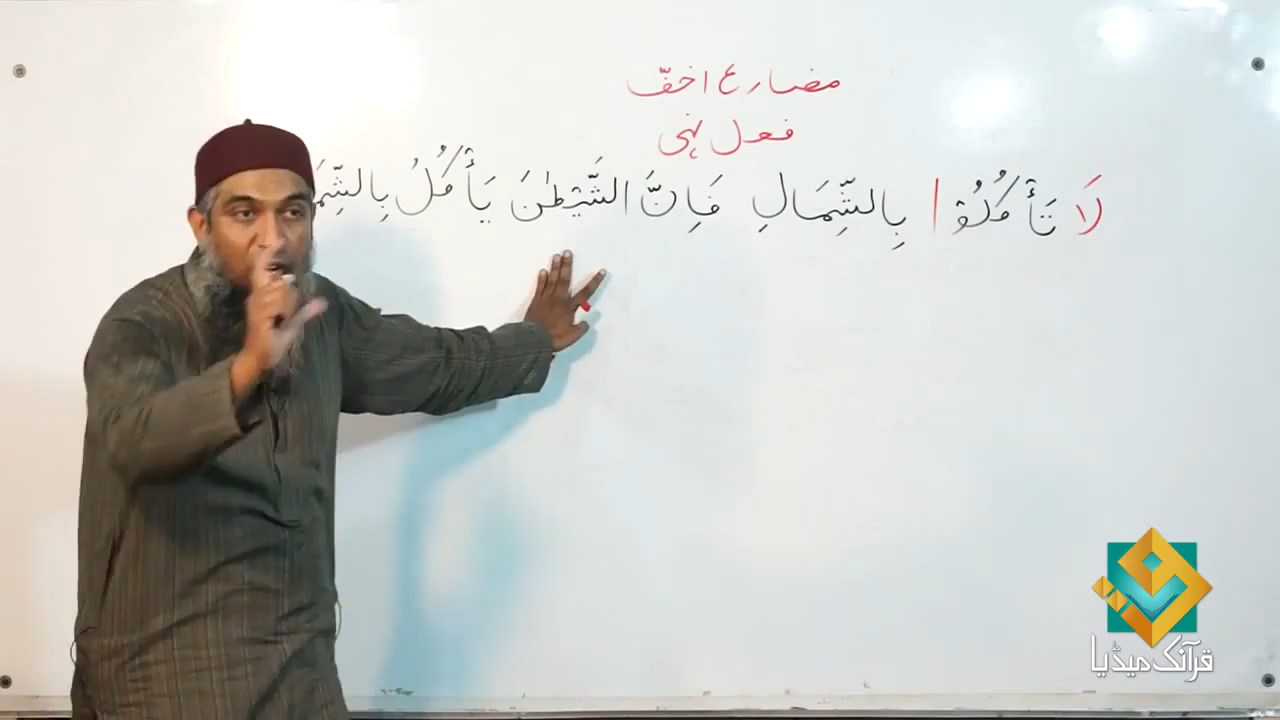 مضارع اخفّ
فعل نہی
لَا تَأْكُلُوْا بِالشِّمَالِ فَاِنَّ الشَّيْطٰنَ يَأْكُلُ بِالشِّمَ
قرآنک میڈیا